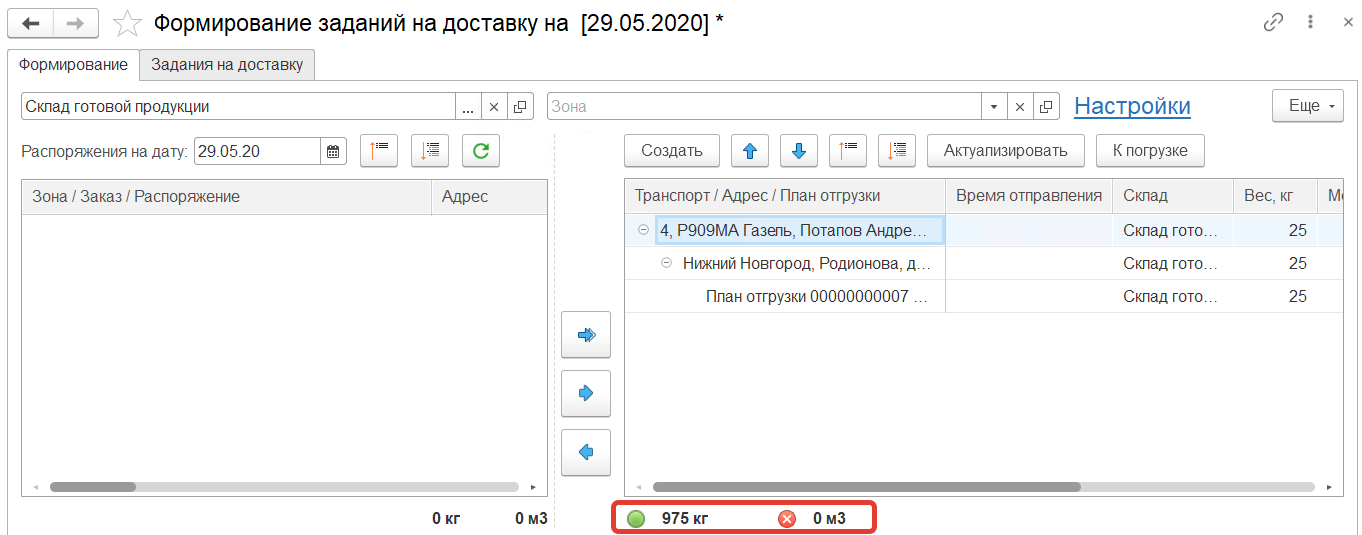 Формирование заданий на доставку на [29.05.2020] *
Формирование Задания на доставку
Склад готовой продукции ... Зона Настройки Еще
Распоряжения на дату: 29.05.20 Создать Актуализировать К погрузке
Зона / Заказ / Распоряжение Адрес Транспорт / Адрес / План отгрузки Время отправления Склад Вес, кг Ме
4, Р909МА Газель, Потапов Андре... Склад гото... 25
Нижний Новгород, Родионова, д... Склад гото... 25
План отгрузки 00000000007 ... Склад гото... 25
0 кг 0 м3 975 кг 0 м3